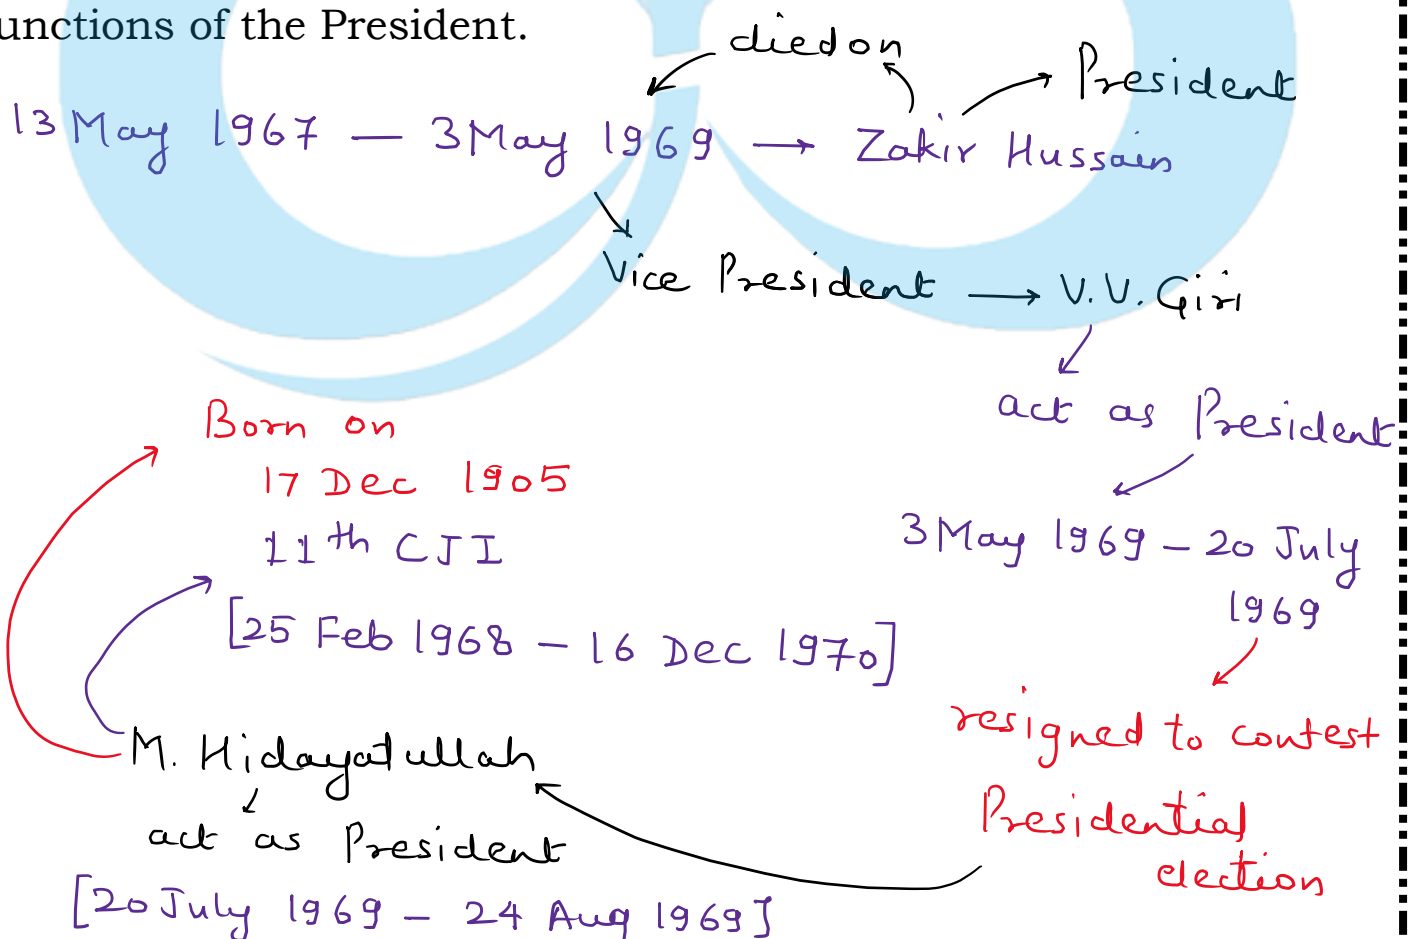 unctions of the President.
died on
President
13 May 1967 — 3 May 1969 → Zakir Hussain
Vice President → V.V. Giri
act as President
Born on
17 Dec 1905
11th CJI
3 May 1969 – 20 July
1969
[25 Feb 1968 – 16 Dec 1970]
resigned to contest
Presidential
election
M. Hidayatullah
act as President
[20 July 1969 – 24 Aug 1969]